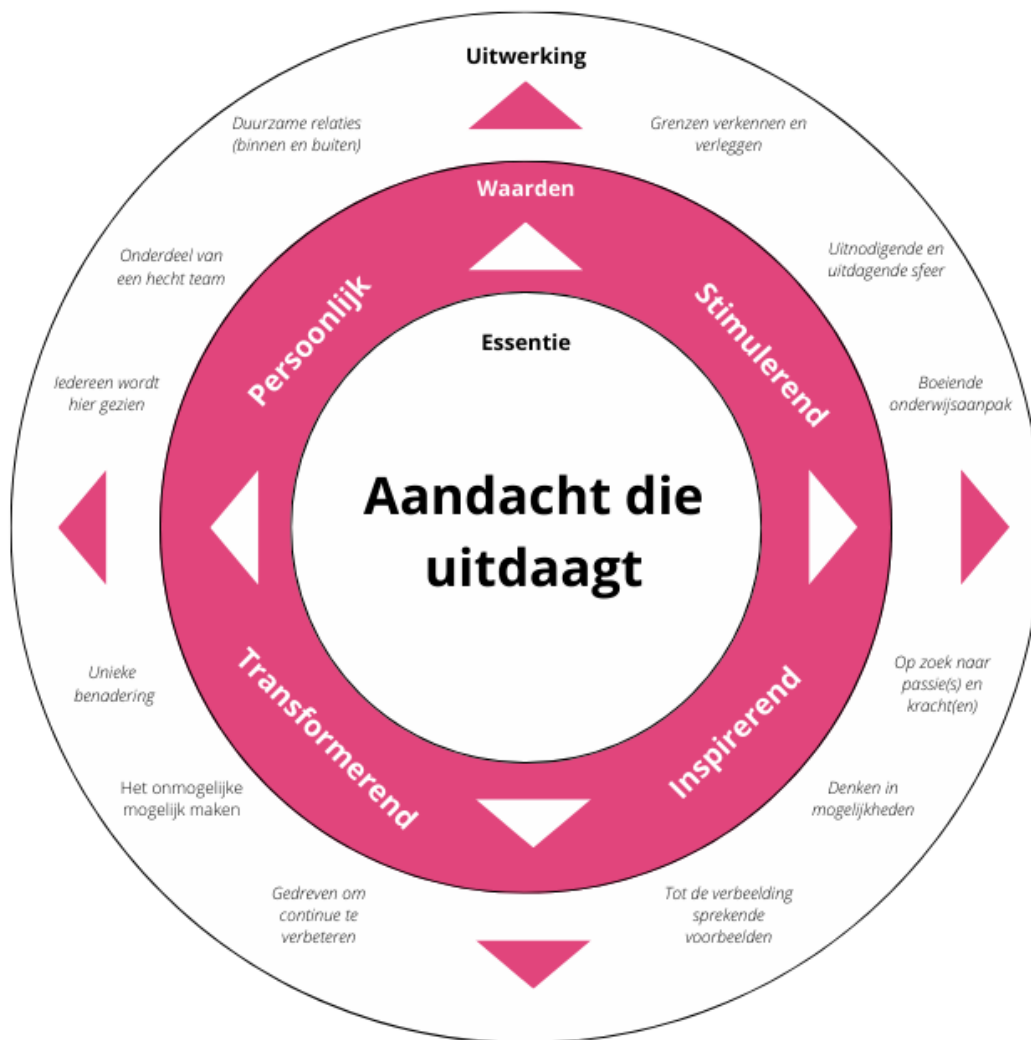 Uitwerking
Duurzame relaties
(binnen en buiten)
Grenzen verkennen en
verleggen
Waarden
Onderdeel van
een hecht team
Uitnodigende en
uitdagende sfeer
Persoonlijk
Stimulerend
Essentie
Iedereen wordt
hier gezien
Boeiende
onderwijsaanpak
Aandacht die
uitdaagt
Unieke
benadering
Op zoek naar
passie(s) en
kracht(en)
Transformerend
Inspirerend
Het onmogelijke
mogelijk maken
Denken in
mogelijkheden
Gedreven om
continue te
verbeteren
Tot de verbeelding
sprekende
voorbeelden